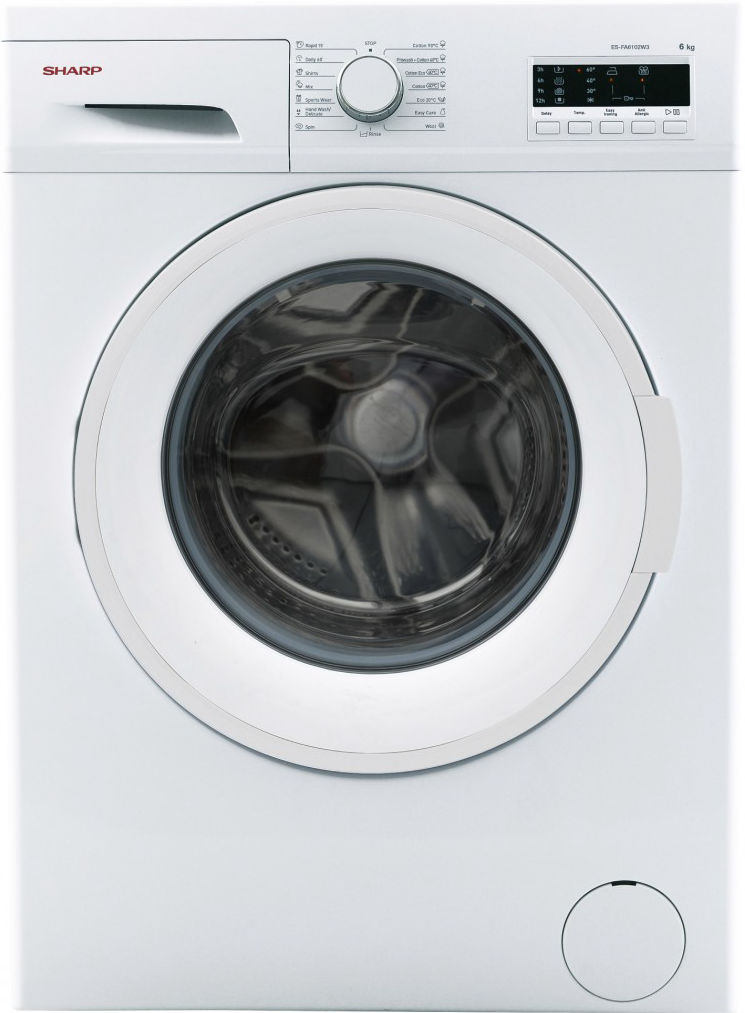 SHARP
STOP
Rapid 15'
Daily 60'
Shirts
Mix
Sports Wear
Hand Wash/
Delicate
Spin
Cotton 90°C
Prewash+Cotton 60°C
Cotton Eco 60°C
Cotton 40°C
Eco 20°C
Easy Care
Wool
Rinse
ES-FA6102W3
6 kg
3h
60°
6h
40°
9h
30°
12h
Delay
Temp.
Easy
Ironing
Anti
Allergic